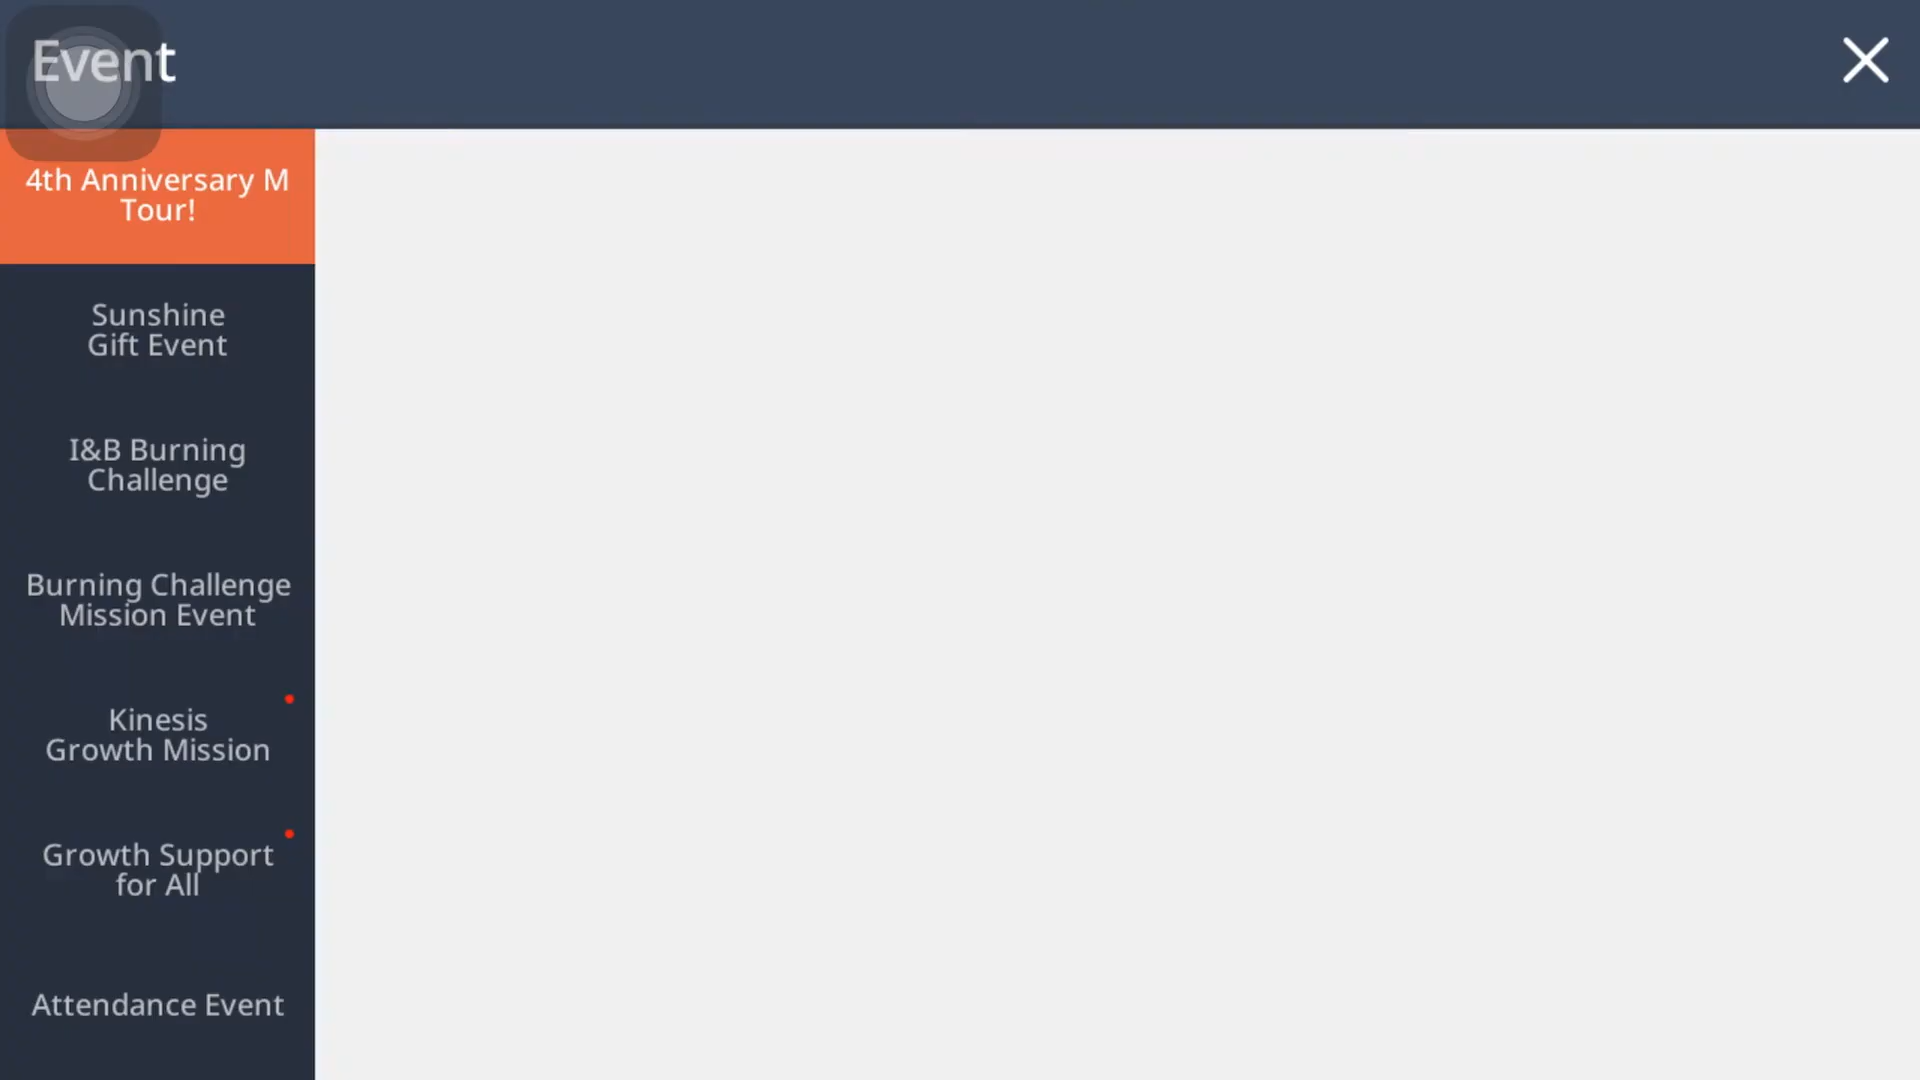 Event
4th Anniversary M
Tour!
Sunshine
Gift Event
I&B Burning
Challenge
Burning Challenge
Mission Event
Kinesis
Growth Mission
Growth Support
for All
Attendance Event